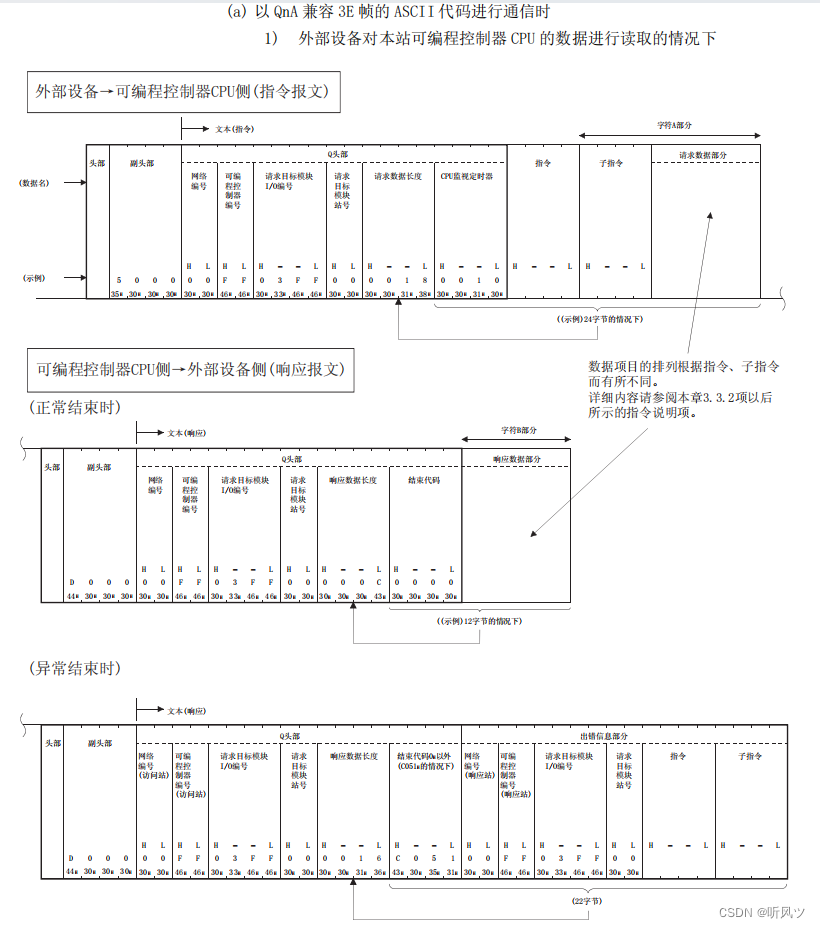 (a) 以 QnA 兼容 3E 帧的 ASCII 代码进行通信时
1) 外部设备对本站可编程控制器 CPU 的数据进行读取的情况下
外部设备→可编程控制器CPU侧(指令报文)
文本(指令)
字符A部分
Q头部
请求数据部分
头部 副头部 指令 子指令
(数据名)
网络编号 可编程控制器编号 请求目标模块I/O编号 请求目标模块站号 请求数据长度 CPU监视定时器
H L H L H - - L H L H - - L H - - L H - - L H - - L
(示例)
5 0 0 0 0 0 F F 0 3 F F 0 0 0 0 1 8 0 0 1 0
35H 30H 30H 30H 30H 30H 46H 46H 30H 33H 46H 46H 30H 30H 30H 30H 31H 38H 30H 30H 31H 30H
((示例)24字节的情况下)
可编程控制器CPU侧→外部设备侧(响应报文)
数据项目的排列根据指令、子指令
而有所不同。
详细内容请参阅本章3.3.2项以后
所示的指令说明项。
(正常结束时)
文本(响应)
字符B部分
Q头部
响应数据部分
头部 副头部
网络编号 可编程控制器编号 请求目标模块I/O编号 请求目标模块站号 响应数据长度 结束代码
H L H L H - - L H L H - - L H - - L
D 0 0 0 0 0 F F 0 3 F F 0 0 0 0 0 C 0 0 0 0
44H 30H 30H 30H 30H 30H 46H 46H 30H 33H 46H 46H 30H 30H 30H 30H 30H 43H 30H 30H 30H 30H
((示例)12字节的情况下)
(异常结束时)
文本(响应)
Q头部 出错信息部分
头部 副头部
网络编号(访问站) 可编程控制器编号(访问站) 请求目标模块I/O编号 请求目标模块站号 响应数据长度 结束代码0H以外(C051H的情况下) 网络编号(响应站) 可编程控制器编号(响应站) 请求目标模块I/O编号 请求目标模块站号 指令 子指令
H L H L H - - L H L H - - L H - - L H L H L H - - L H L H - - L H - - L
D 0 0 0 0 0 F F 0 3 F F 0 0 0 0 1 6 C 0 5 1 0 0 F F 0 3 F F 0 0
44H 30H 30H 30H 30H 30H 46H 46H 30H 33H 46H 46H 30H 30H 30H 30H 31H 36H 43H 30H 35H 31H 30H 30H 46H 46H 30H 33H 46H 46H 30H 30H
(22字节)
CSDN @听风ツ